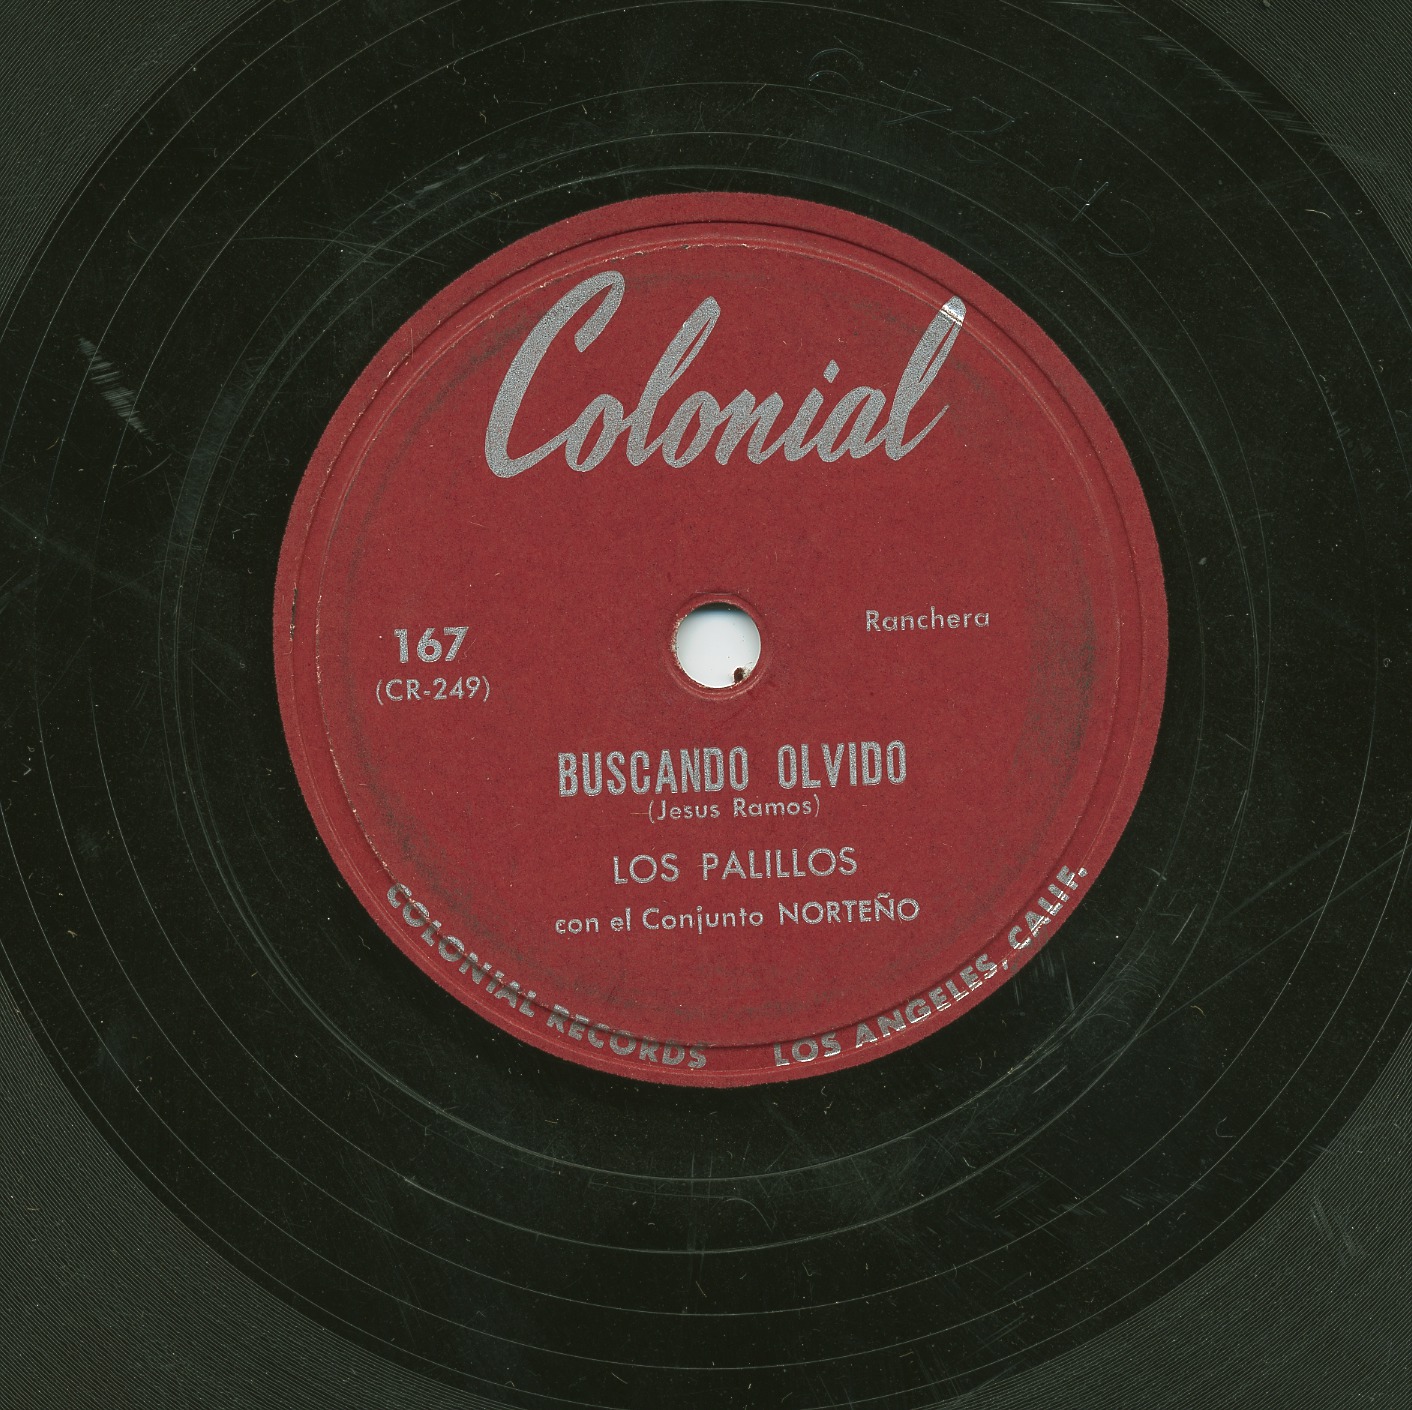 Colonial
Ranchera
167
(CR-249)
BUSCANDO OLVIDO
(Jesus Ramos)
LOS PALILLOS
con el Conjunto NORTEÑO
COLONIAL RECORDS LOS ANGELES, CALIF.